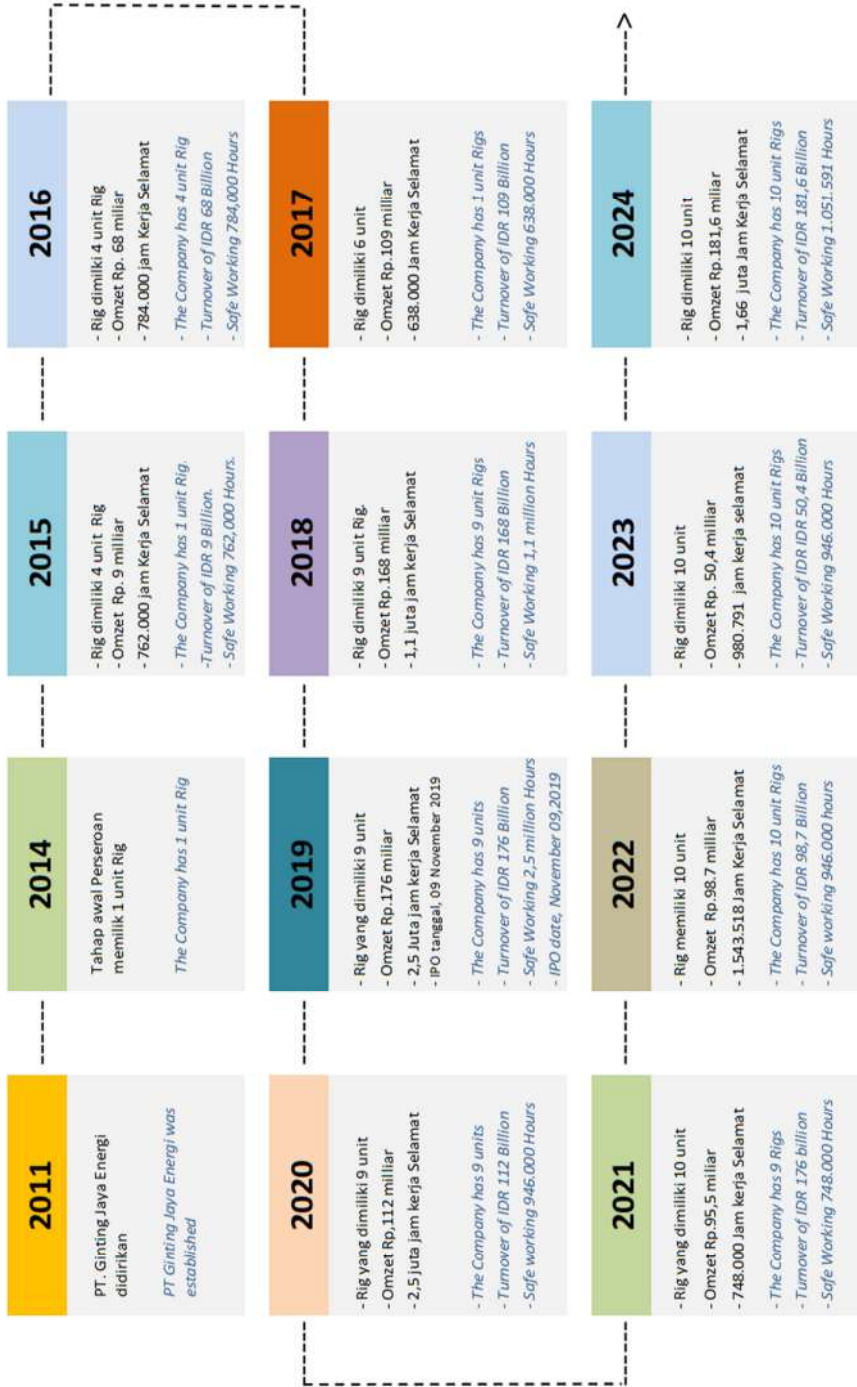 2011
PT. Ginting Jaya Energi
didirikan
PT Ginting Jaya Energi was
established
2014
Tahap awal Perseroan
memilik 1 unit Rig
The Company has 1 unit Rig
2015
- Rig dimiliki 4 unit Rig
- Omzet Rp. 9 milliar
- 762.000 jam Kerja Selamat
- The Company has 1 unit Rig.
-Turnover of IDR 9 Billion.
- Safe Working 762,000 Hours.
2016
- Rig dimilki 4 unit Rig
- Omzet Rp. 68 miliar
- 784.000 jam Kerja Selamat
- The Company has 4 unit Rig
- Turnover of IDR 68 Billion
- Safe Working 784,000 Hours
2017
- Rig dimiliki 6 unit
- Omzet Rp.109 milliar
- 638.000 Jam Kerja Selamat
- The Company has 1 unit Rigs
- Turnover of IDR 109 Billion
- Safe Working 638.000 Hours
2018
- Rig dimiliki 9 unit Rig.
- Omzet Rp.168 milliar
- 1,1 juta jam Kerja Selamat
- The Company has 9 unit Rigs
- Turnover of IDR 168 Billion
- Safe Working 1,1 million Hours
2019
- Rig yang dimiliki 9 unit
- Omzet Rp.176 miliar
- 2,5 Juta jam kerja Selamat
- IPO tanggal, 09 November 2019
- The Company has 9 units
- Turnover of IDR 176 Billion
- Safe Working 2,5 million Hours
- IPO date, November 09,2019
2020
- Rig yang dimiliki 9 unit
- Omzet Rp,112 milliar
- 2,5 juta jam kerja Selamat
- The Company has 9 units
- Turnover of IDR 112 Billion
- Safe working 946.000 Hours
2021
- Rig yang dimiliki 10 unit
- Omzet Rp.95,5 miliar
- 748.000 Jam kerja Selamat
- The Company has 9 Rigs
- Turnover of IDR 176 billion
- Safe Working 748.000 Hours
2022
- Rig memiliki 10 unit
- Omzet Rp.98.7 milliar
- 1.543.518 Jam Kerja Selamat
- The Company has 10 unit Rigs
- Turnover of IDR 98,7 Billion
- Safe working 946.000 hours
2023
- Rig dimiliki 10 unit
- Omzet Rp. 50,4 milliar
- 980.791 jam kerja selamat
- The Company has 10 unit Rigs
- Turnover of IDR IDR 50,4 Billion
- Safe Working 946.000 Hours
2024
- Rig dimiliki 10 unit
- Omzet Rp.181,6 miliar
- 1,66 juta Jam Kerja Selamat
- The Company has 10 unit Rigs
- Turnover of IDR 181,6 Billion
- Safe Working 1.051.591 Hours